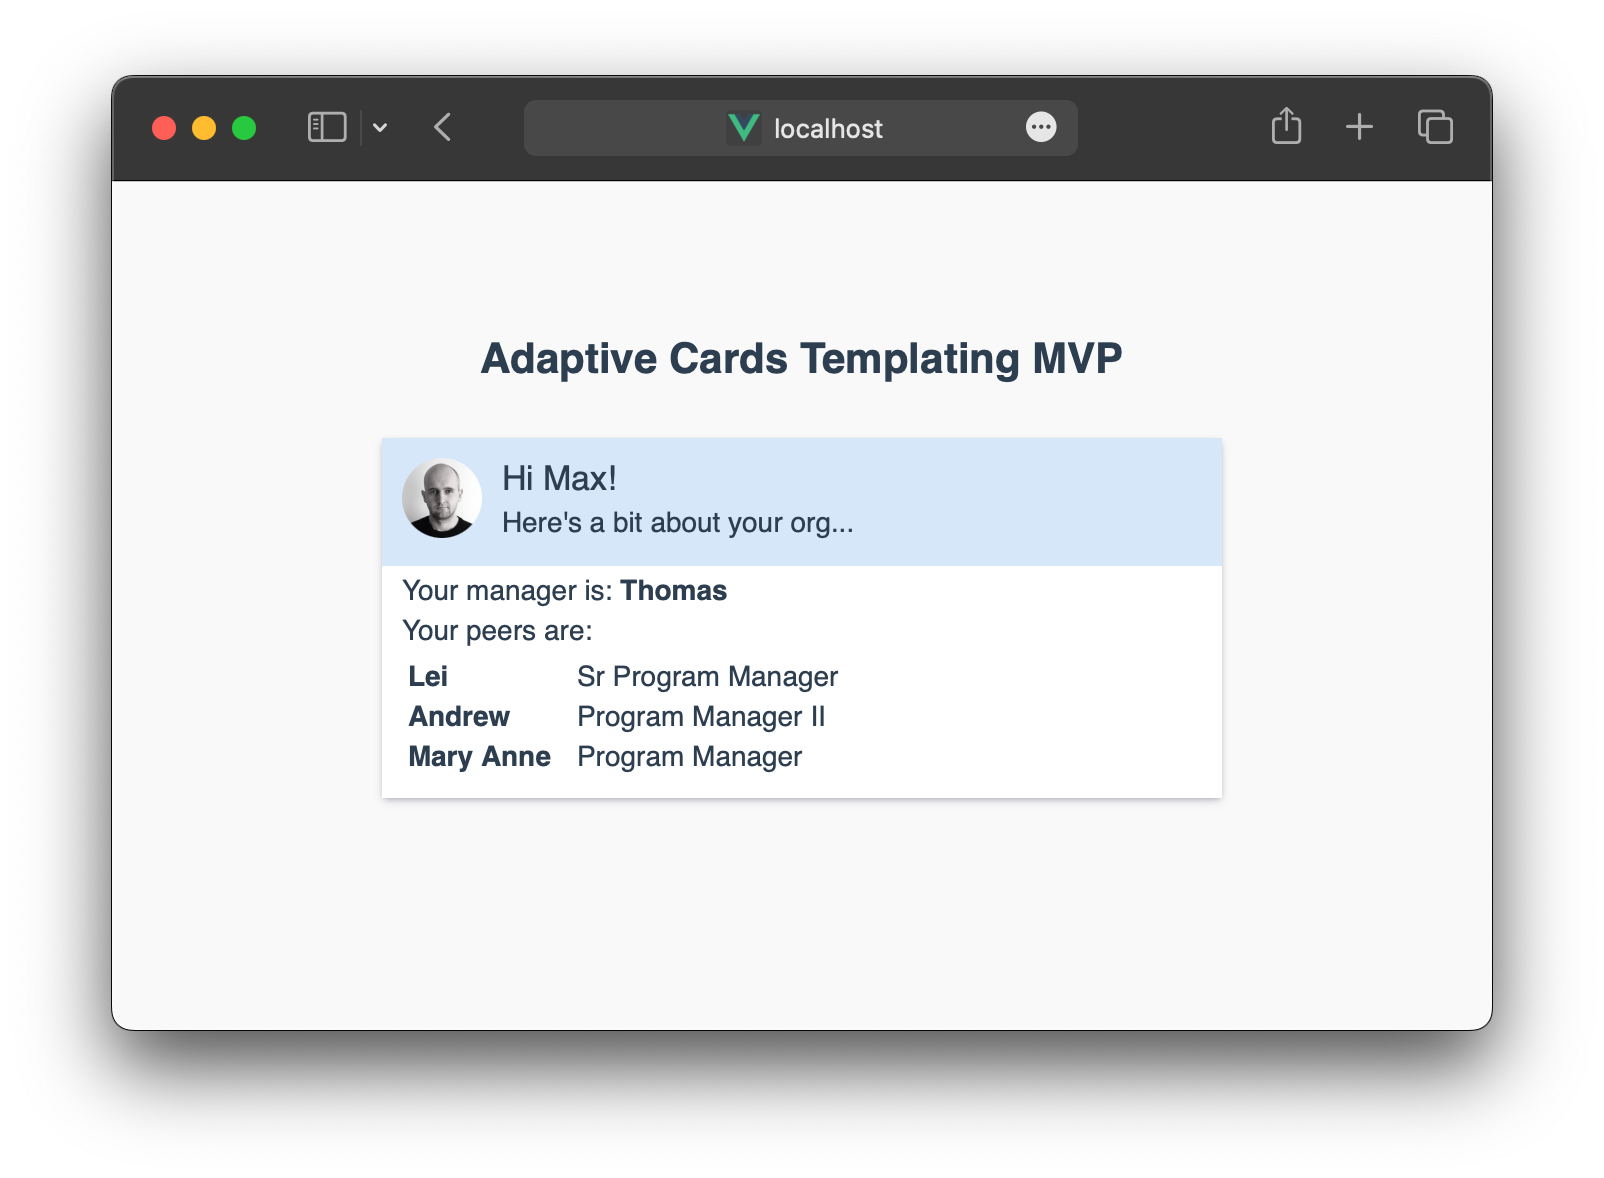 localhost
Adaptive Cards Templating MVP
Hi Max!
Here's a bit about your org...
Your manager is: Thomas
Your peers are:
Lei Sr Program Manager
Andrew Program Manager II
Mary Anne Program Manager